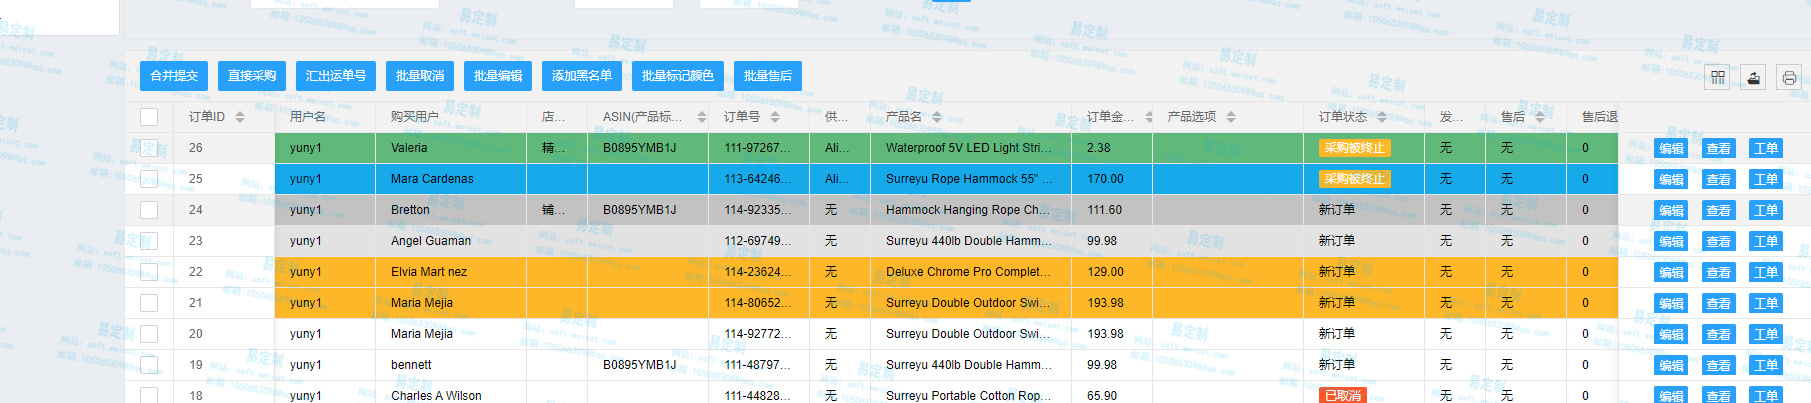 合并提交 直接采购 汇出运单号 批量取消 批量编辑 添加黑名单 批量标记颜色 批量售后
订单ID 用户名 购买用户 店... ASIN(产品标... 订单号 供... 产品名 订单金... 产品选项 订单状态 发... 售后 售后退
26 yuny1 Valeria 精... B0895YMB1J 111-97267... Ali... Waterproof 5V LED Light Stri... 2.38 采购被终止 无 无 0 编辑 查看 工单
25 yuny1 Mara Cardenas 113-64246... Ali... Surreyu Rope Hammock 55" ... 170.00 采购被终止 无 无 0 编辑 查看 工单
24 yuny1 Bretton 铺... B0895YMB1J 114-92335... 无 Hammock Hanging Rope Ch... 111.60 新订单 无 无 0 编辑 查看 工单
23 yuny1 Angel Guaman 112-69749... 无 Surreyu 440lb Double Hamm... 99.98 新订单 无 无 0 编辑 查看 工单
22 yuny1 Elvia Mart nez 114-23624... 无 Deluxe Chrome Pro Complet... 129.00 新订单 无 无 0 编辑 查看 工单
21 yuny1 Maria Mejia 114-80652... 无 Surreyu Double Outdoor Swi... 193.98 新订单 无 无 0 编辑 查看 工单
20 yuny1 Maria Mejia 114-92772... 无 Surreyu Double Outdoor Swi... 193.98 新订单 无 无 0 编辑 查看 工单
19 yuny1 bennett B0895YMB1J 111-48797... 无 Surreyu 440lb Double Hamm... 99.98 新订单 无 无 0 编辑 查看 工单
18 yuny1 Charles A Wilson 111-44828... 无 Surreyu Portable Cotton Rop... 65.90 已取消 无 无 0 编辑 查看 工单
易定制
网站：soft.weicot.com
邮箱：1050653098@qq.com